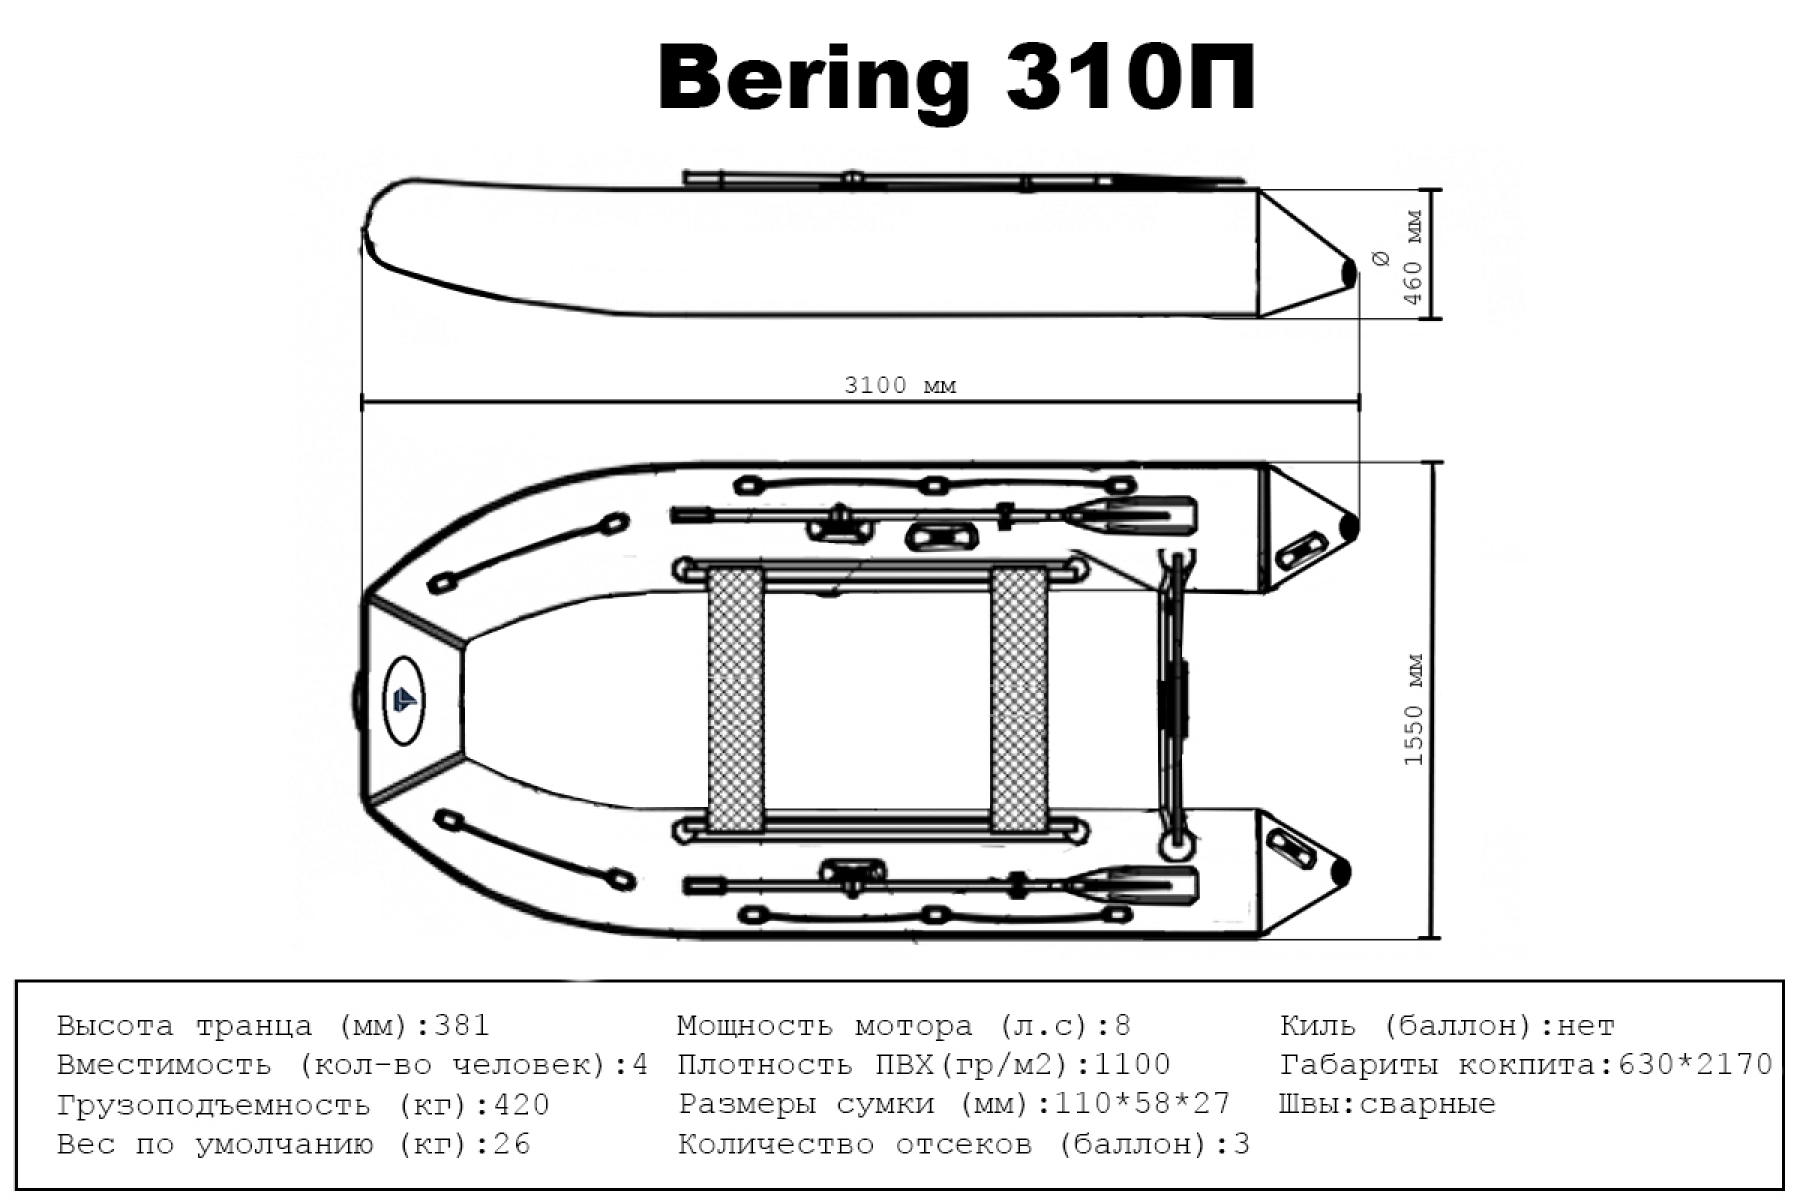 Bering 310П
Ø
460 мм
3100 мм
1550 мм
Высота транца (мм):381
Вместимость (кол-во человек):4
Грузоподъемность (кг):420
Вес по умолчанию (кг):26
Мощность мотора (л.с):8
Плотность ПВХ(гр/м2):1100
Размеры сумки (мм):110*58*27
Количество отсеков (баллон):3
Киль (баллон):нет
Габариты кокпита:630*2170
Швы:сварные